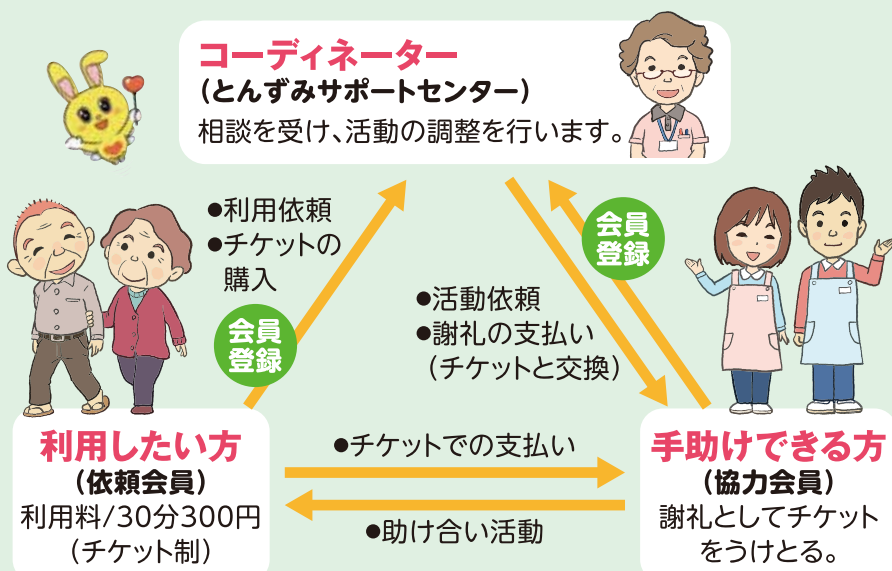 コーディネーター
(とんずみサポートセンター)
相談を受け、活動の調整を行います。
●利用依頼
●チケットの
購入
会員
登録
会員
登録
●活動依頼
●謝礼の支払い
(チケットと交換)
利用したい方
(依頼会員)
利用料/30分300円
(チケット制)
●チケットでの支払い
●助け合い活動
手助けできる方
(協力会員)
謝礼としてチケット
をうけとる。